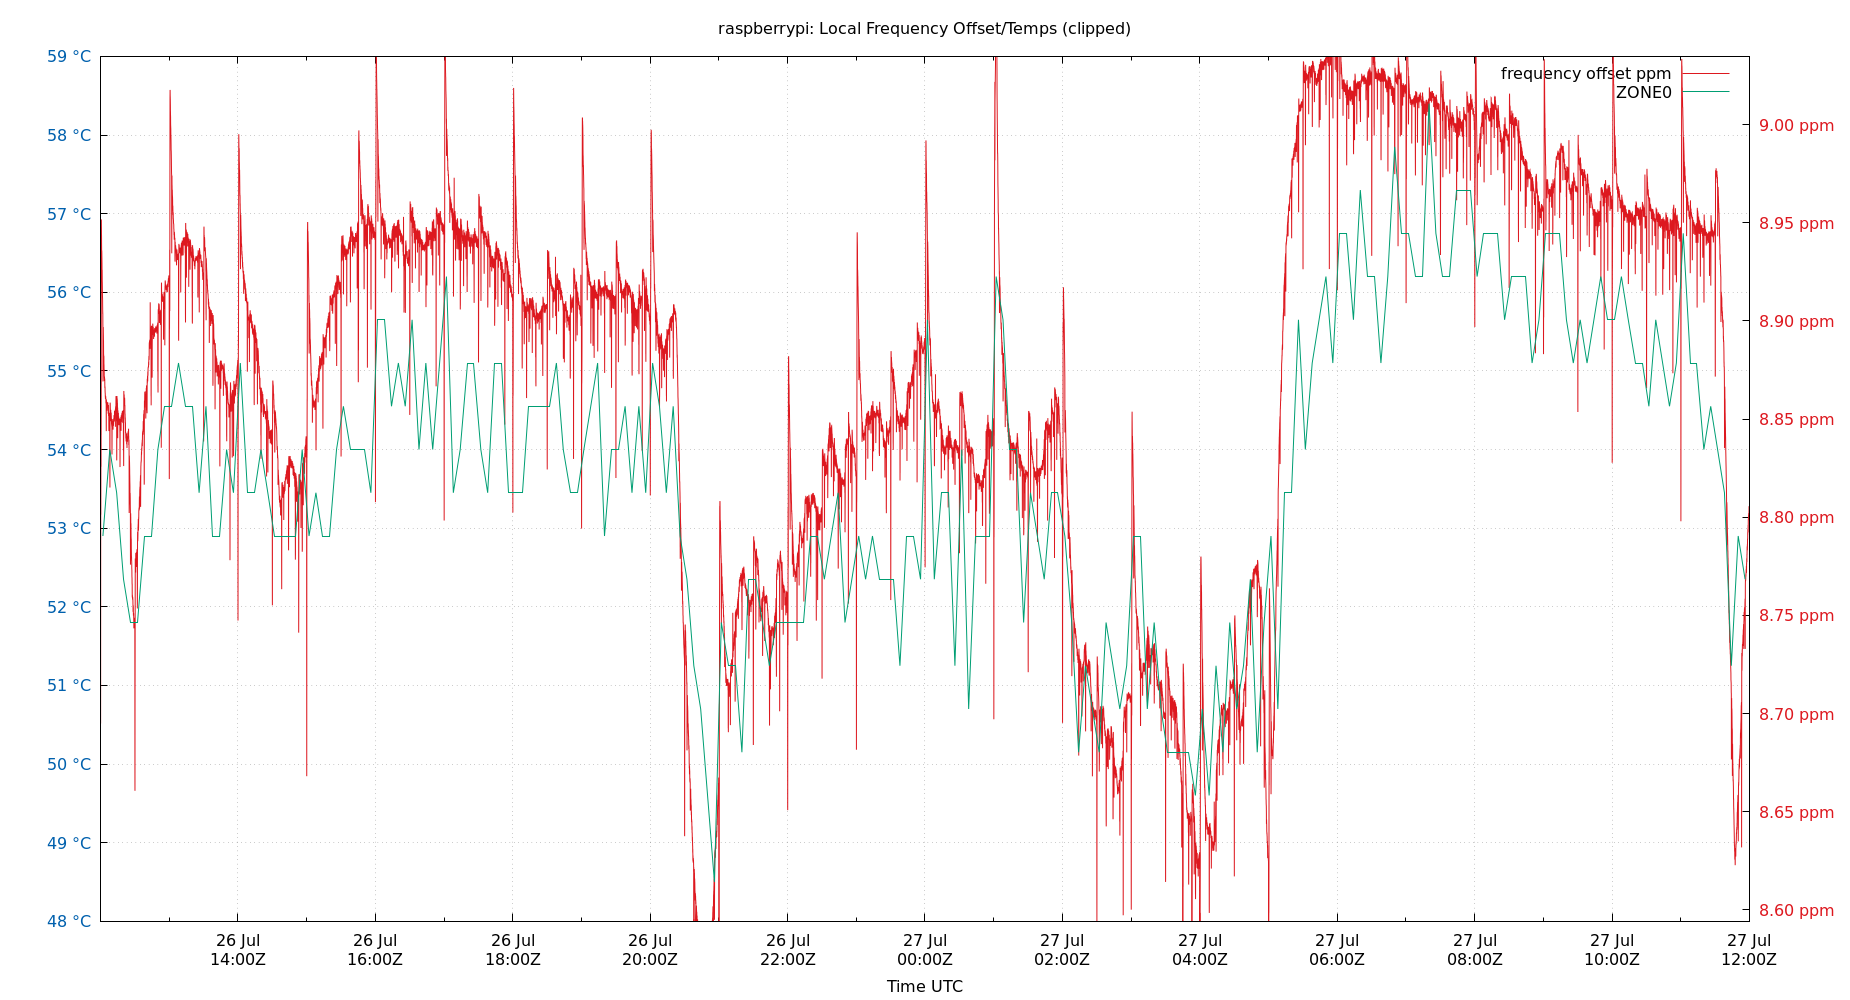 raspberrypi: Local Frequency Offset/Temps (clipped)
59 °C
58 °C
57 °C
56 °C
55 °C
54 °C
53 °C
52 °C
51 °C
50 °C
49 °C
48 °C
frequency offset ppm
ZONE0
9.00 ppm
8.95 ppm
8.90 ppm
8.85 ppm
8.80 ppm
8.75 ppm
8.70 ppm
8.65 ppm
8.60 ppm
26 Jul
14:00Z
26 Jul
16:00Z
26 Jul
18:00Z
26 Jul
20:00Z
26 Jul
22:00Z
27 Jul
00:00Z
27 Jul
02:00Z
27 Jul
04:00Z
27 Jul
06:00Z
27 Jul
08:00Z
27 Jul
10:00Z
27 Jul
12:00Z
Time UTC